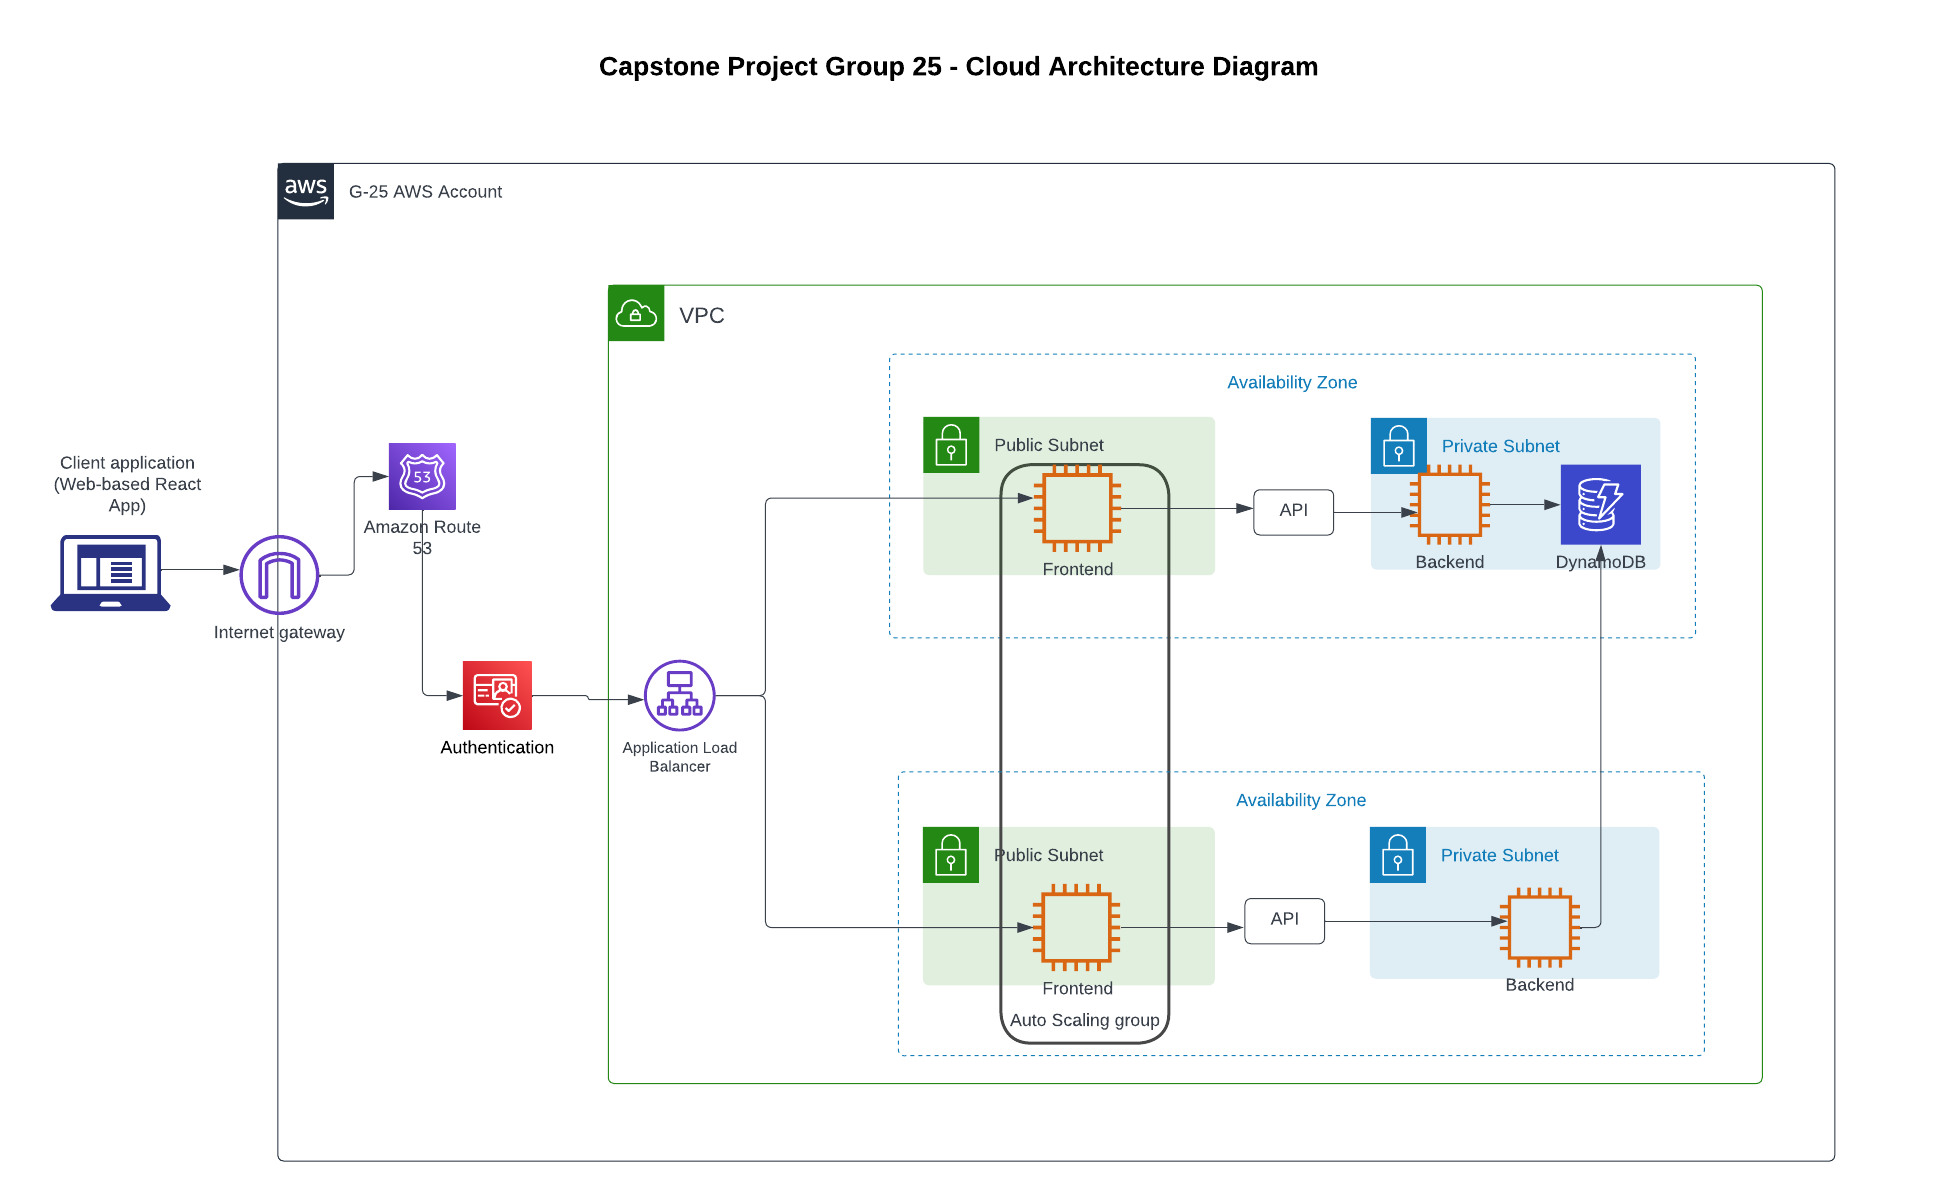 Capstone Project Group 25 - Cloud Architecture Diagram
aws
G-25 AWS Account
VPC
Availability Zone
Public Subnet
Private Subnet
Client application
(Web-based React
App)
53
Amazon Route
53
API
Frontend
Backend
DynamoDB
Internet gateway
Authentication
Application Load
Balancer
Availability Zone
Public Subnet
Private Subnet
API
Frontend
Backend
Auto Scaling group